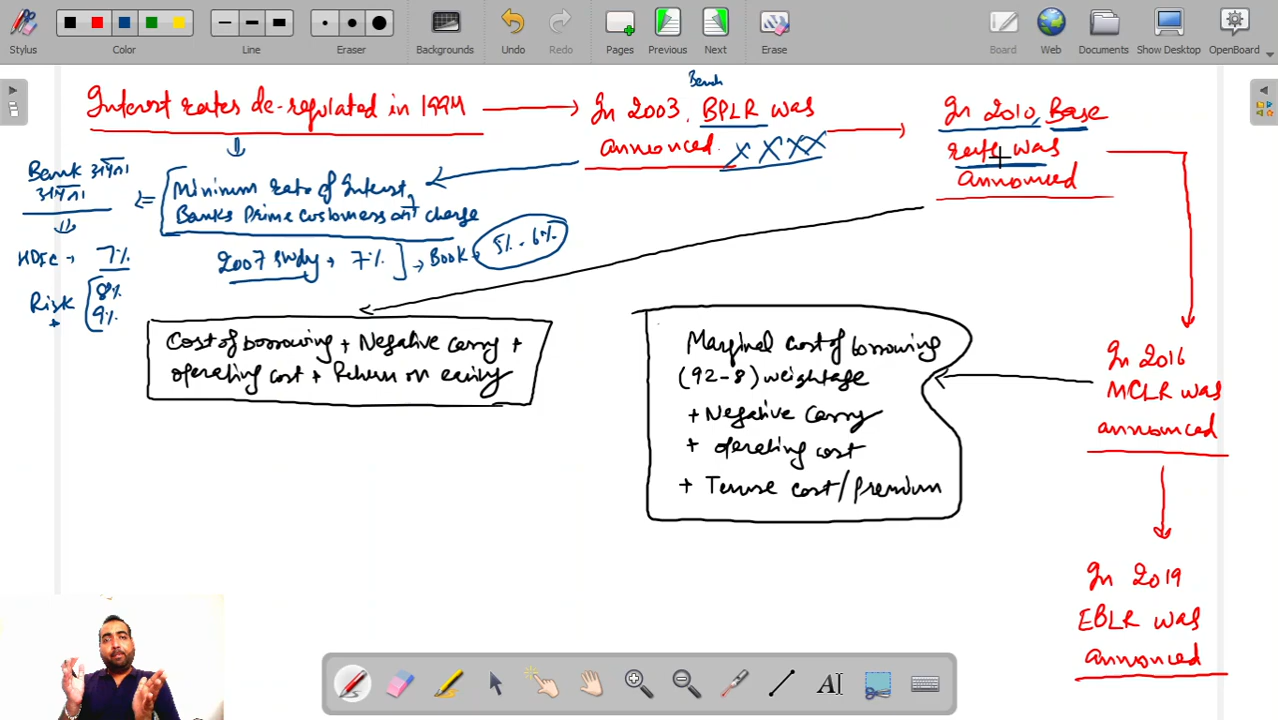 Stylus
Color
Line
Eraser
Backgrounds
Undo
Redo
Pages
Previous
Next
Erase
Board
Web
Documents
Show Desktop
OpenBoard
Interest rates de-regulated in 1994
In 2003, BPLR was
announced.
XXXX
In 2010, Base
rate was
announced
Bank
Minimum rate of Interest,
Banks Prime Customers can charge
HDFC → 7%
Risk
+
8%
9%
2007 study → 7%
→ Book
5% - 6%
Cost of borrowing + Negative carry +
operating cost + Return on equity
Marginal cost of borrowing
(92-8) weightage
+ Negative carry
+ operating cost
+ Tenure cost/Premium
In 2016
MCLR was
announced
In 2019
EBLR was
announced